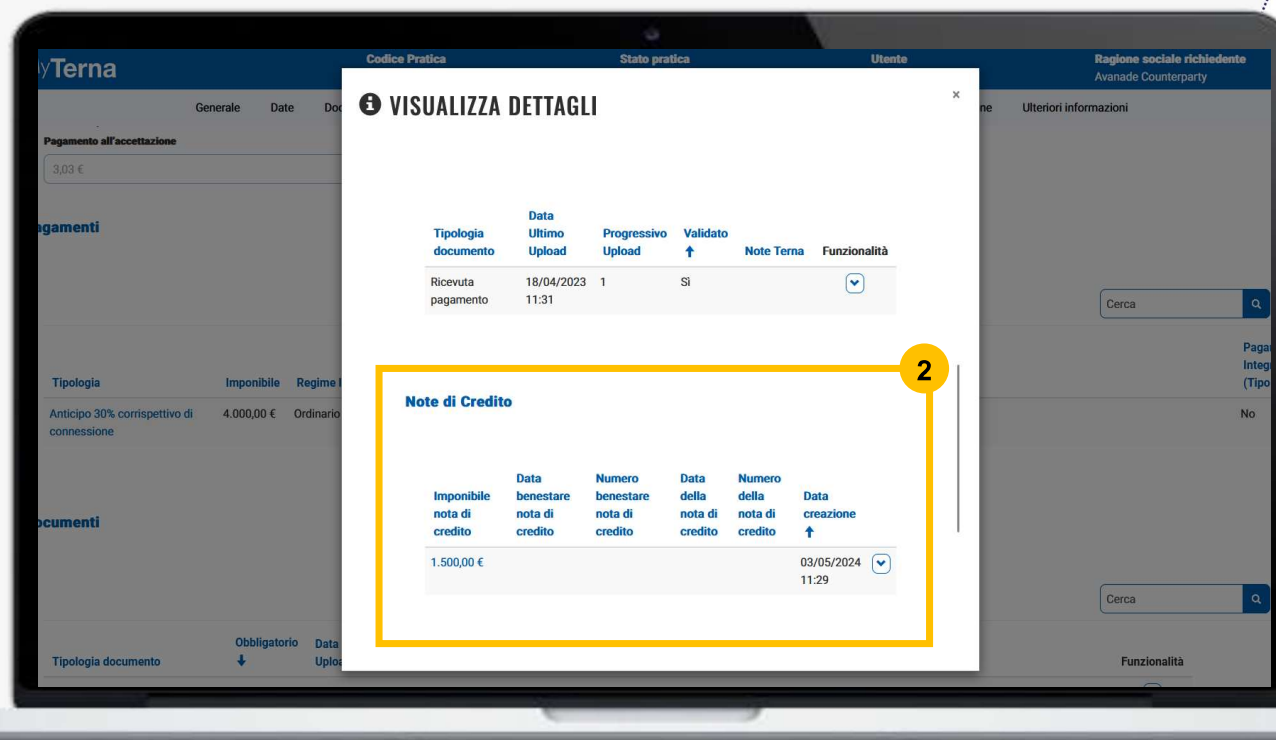 yTerna
Codice Pratica
Stato pratica
Utente
Ragione sociale richiedente
Avanade Counterparty
Generale Date Doc
ne Ulteriori informazioni
Pagamento all'accettazione
3,03 €
agamenti
VISUALIZZA DETTAGLI
×
Tipologia documento Data Ultimo Upload Progressivo Upload Validato Note Terna Funzionalità
Ricevuta pagamento 18/04/2023 11:31 1 Sì
Cerca
Tipologia Imponibile Regime I
Pagar
Integ
(Tipo
Anticipo 30% corrispettivo di connessione 4.000,00 € Ordinario
No
2
Note di Credito
Imponibile nota di credito Data benestare nota di credito Numero benestare nota di credito Data della nota di credito Numero della nota di credito Data creazione
1.500,00 € 03/05/2024 11:29
ocumenti
Cerca
Tipologia documento Obbligatorio Data Uploa
Funzionalità